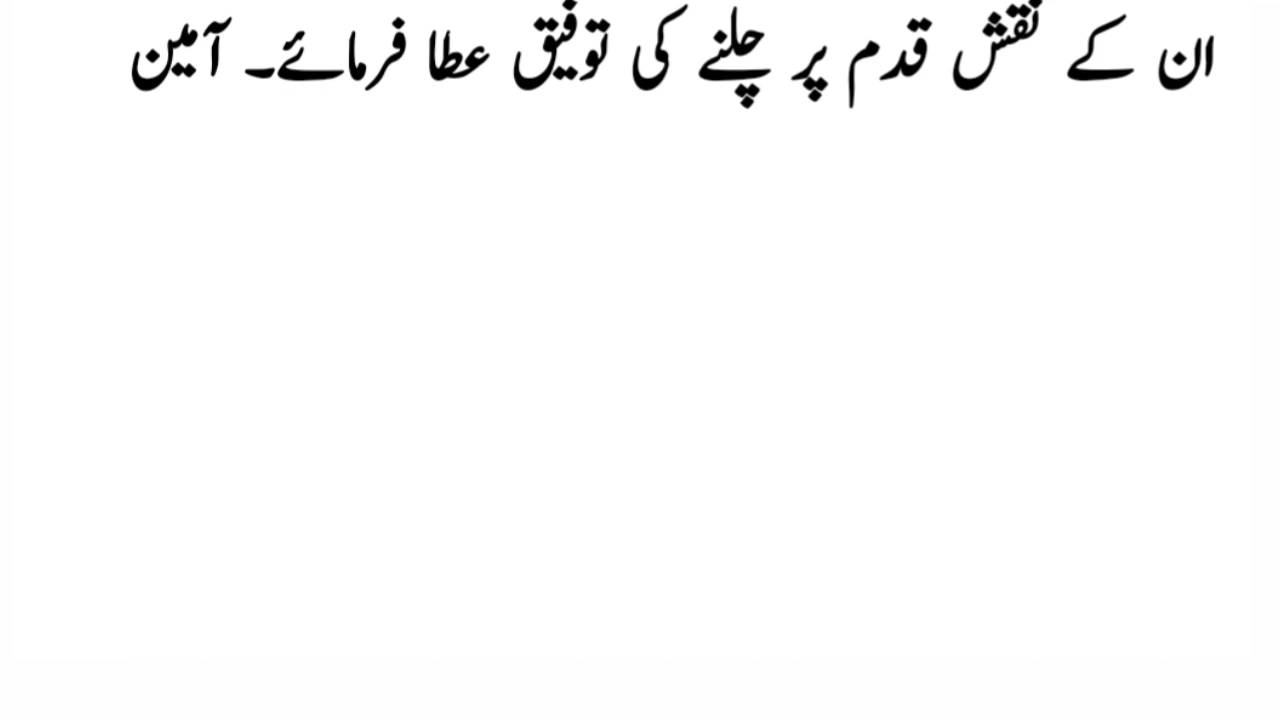 ان کے نقش قدم پر چلنے کی توفیق عطا فرمائے۔ آمین